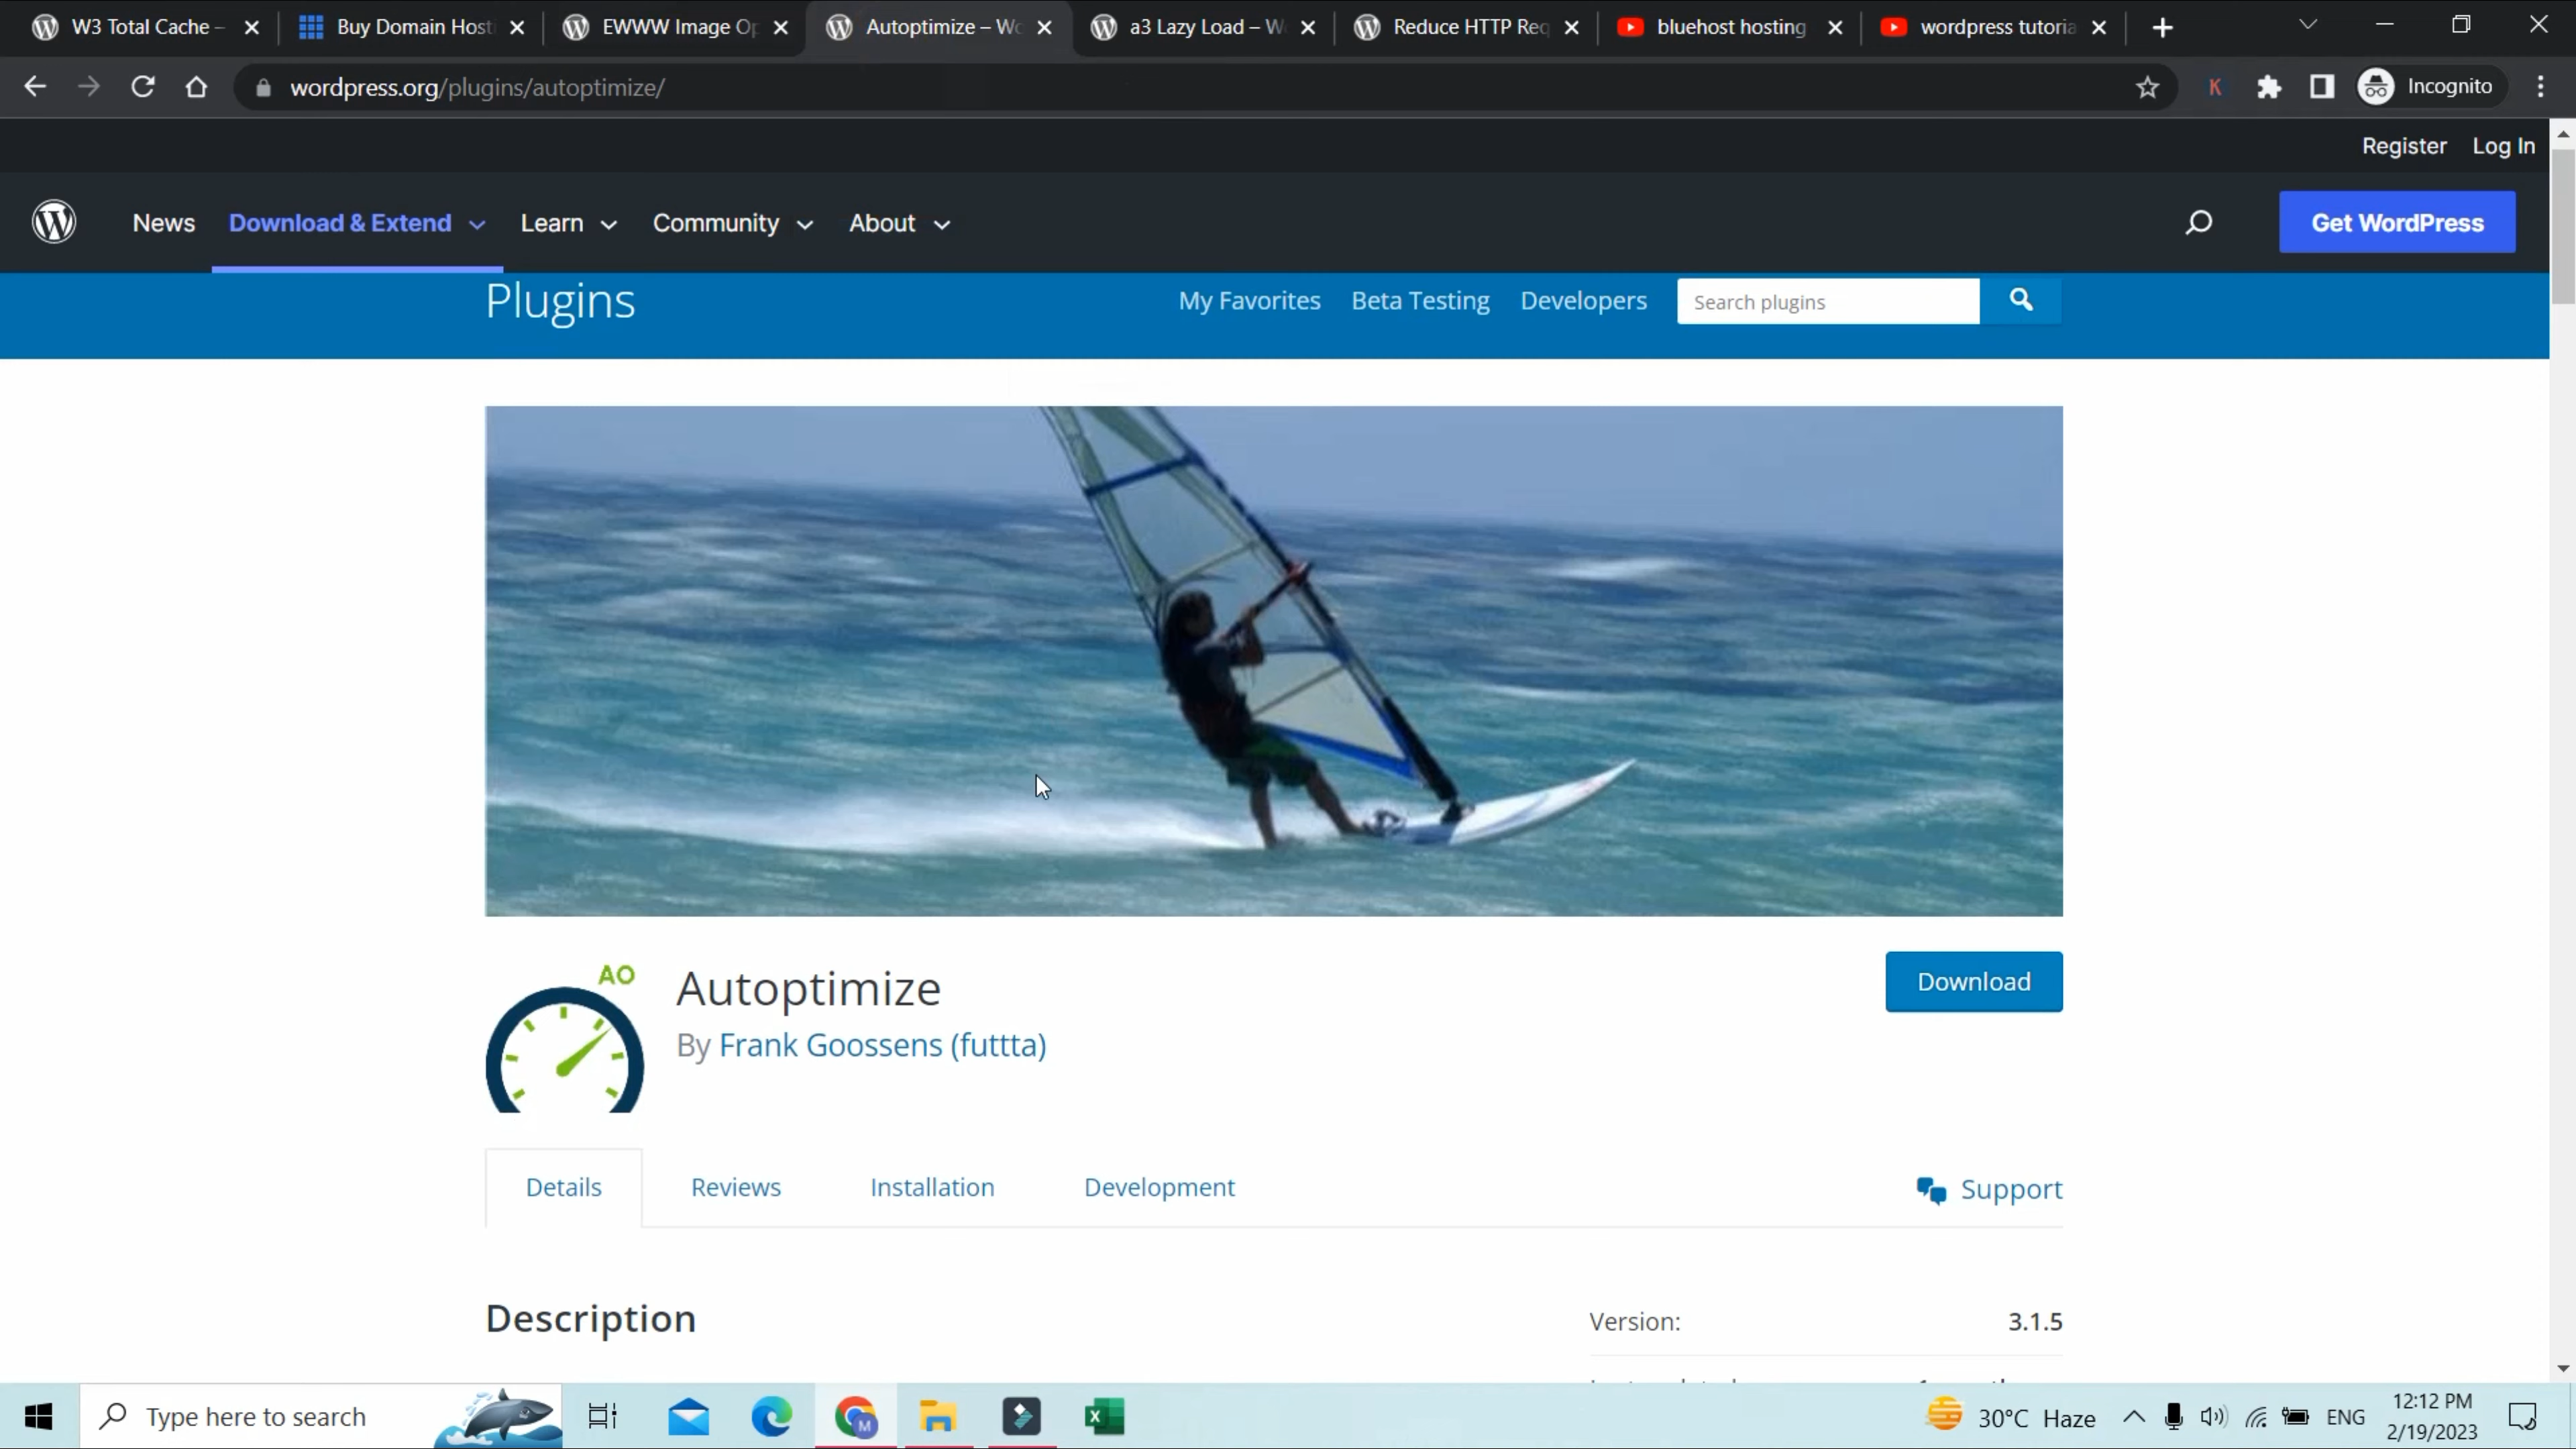 W3 Total Cache –
Buy Domain Host
EWWW Image Op
Autoptimize – Wo
a3 Lazy Load – W
Reduce HTTP Req
bluehost hosting
wordpress tutoria
wordpress.org/plugins/autoptimize/
K
Incognito
Register Log In
News Download & Extend Learn Community About
Get WordPress
Plugins
My Favorites Beta Testing Developers Search plugins
AO
Autoptimize
Download
By Frank Goossens (futtta)
Details Reviews Installation Development
Support
Description
Version: 3.1.5
Type here to search
M
30°C Haze
ENG
12:12 PM
2/19/2023